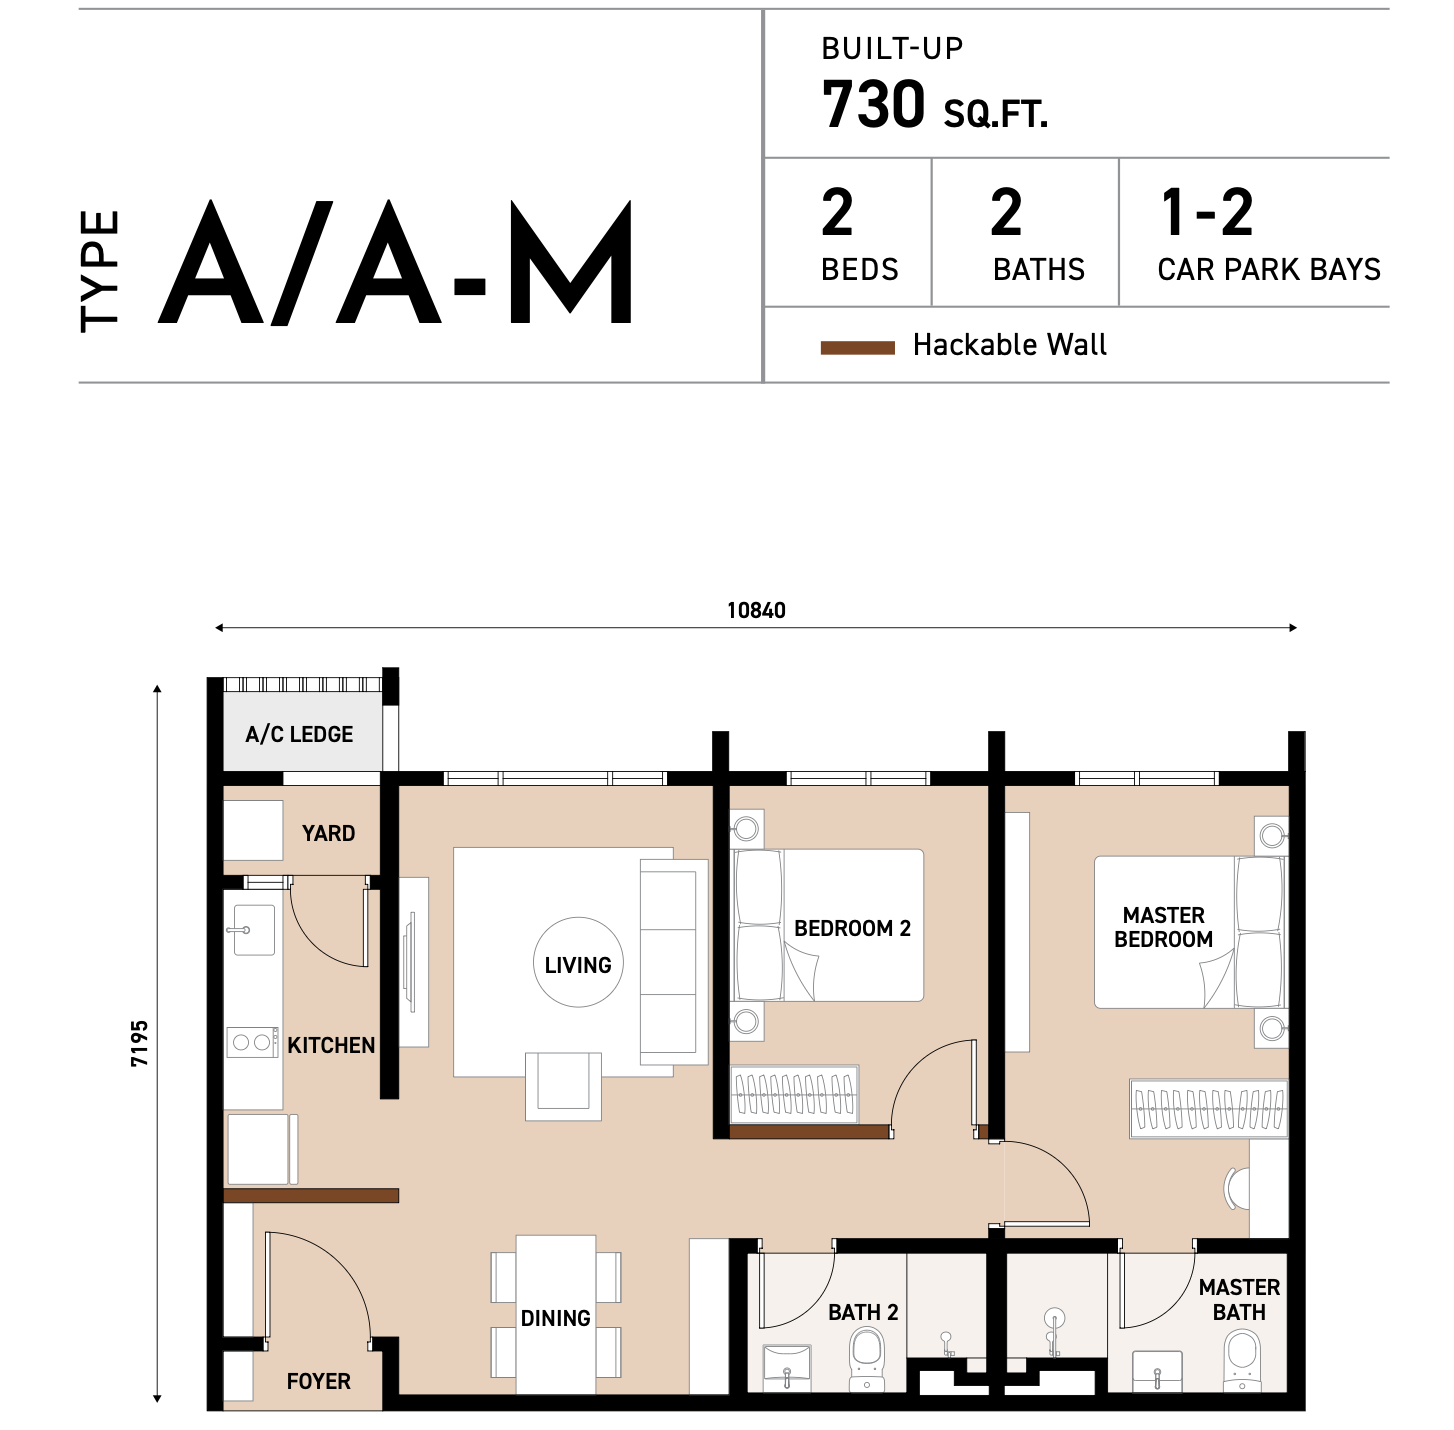 TYPE
A/A-M
BUILT-UP
730 SQ.FT.
2
BEDS
2
BATHS
1-2
CAR PARK BAYS
Hackable Wall
10840
7195
A/C LEDGE
YARD
KITCHEN
LIVING
BEDROOM 2
MASTER
BEDROOM
DINING
FOYER
BATH 2
MASTER
BATH